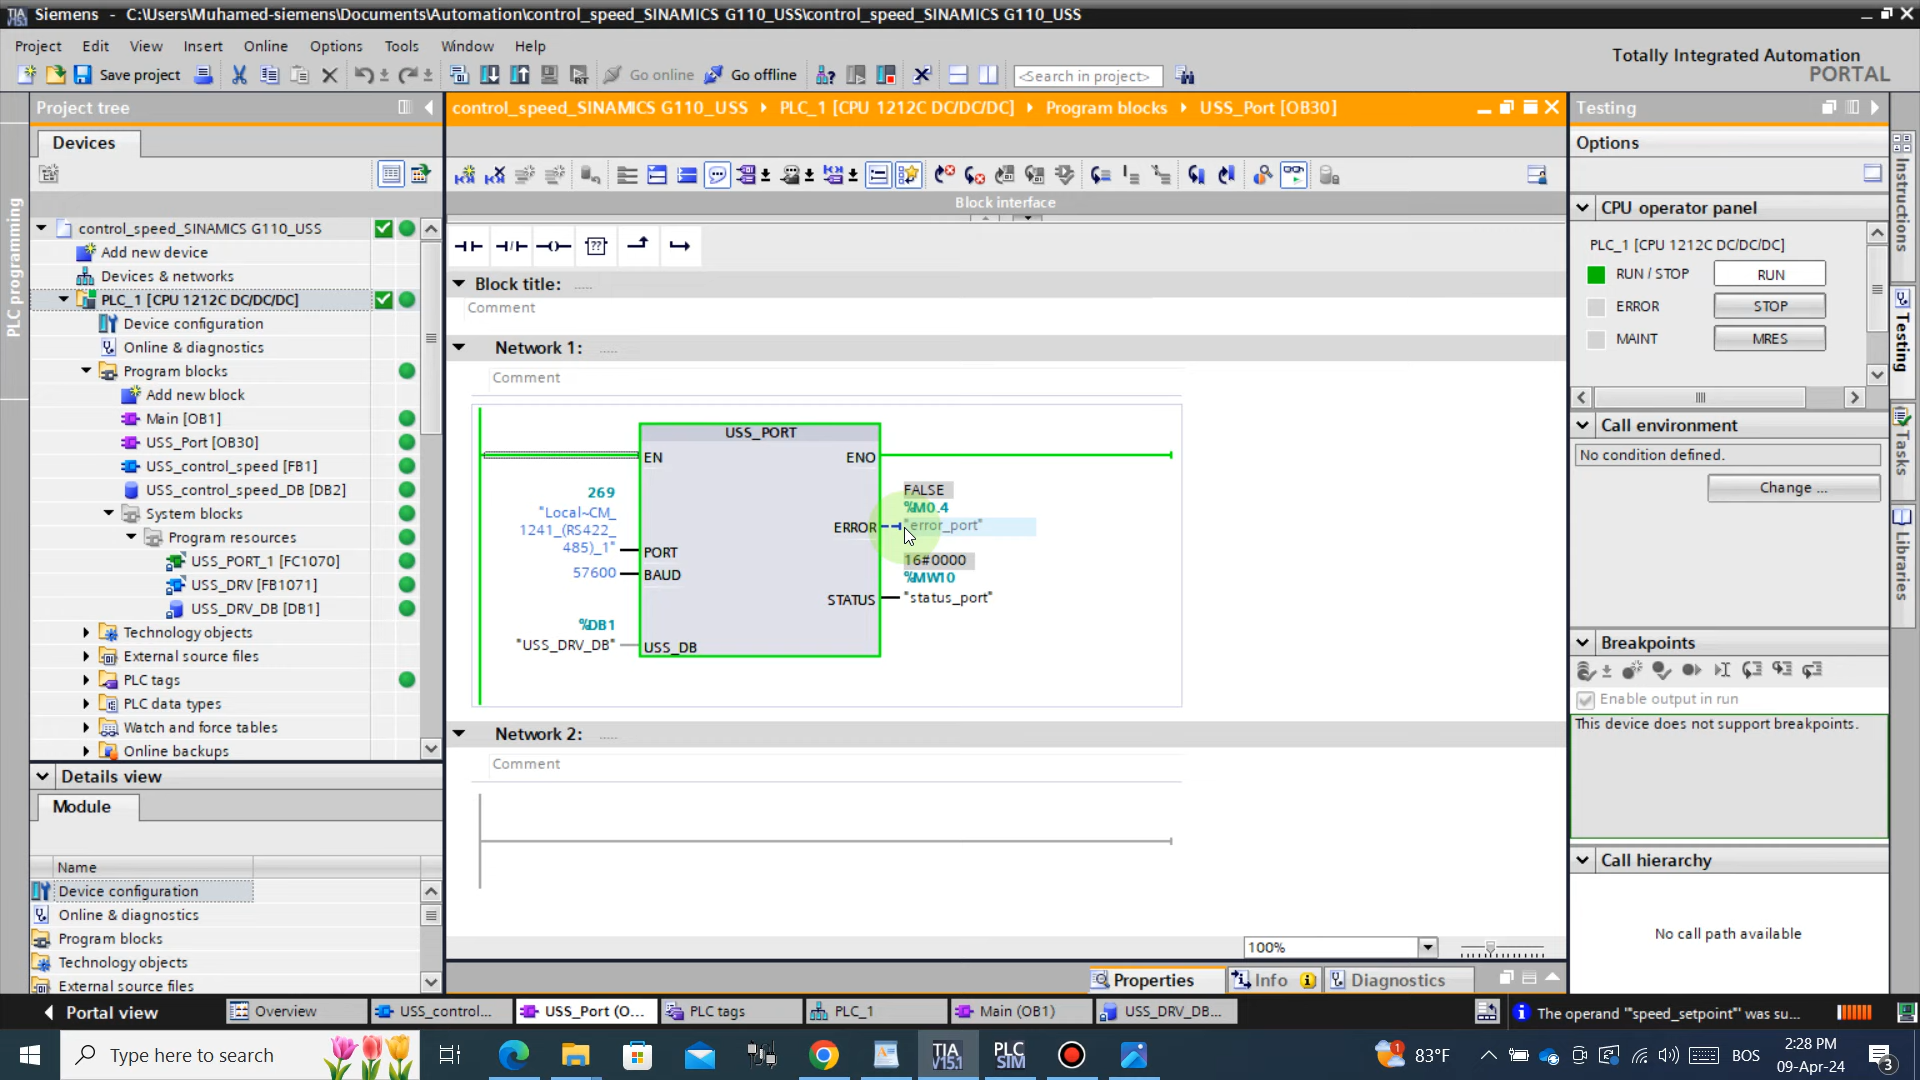 Siemens - C:\Users\Muhamed-siemens\Documents\Automation\control_speed_SINAMICS G110_USS\control_speed_SINAMICS G110_USS
Project Edit View Insert Online Options Tools Window Help
Totally Integrated Automation
PORTAL
Save project
Go online
Go offline
<Search in project>
Project tree
control_speed_SINAMICS G110_USS PLC_1 [CPU 1212C DC/DC/DC] Program blocks USS_Port [OB30]
Testing
Devices
Options
PLC programming
Block interface
CPU operator panel
control_speed_SINAMICS G110_USS
Add new device
Devices & networks
PLC_1 [CPU 1212C DC/DC/DC]
Device configuration
Online & diagnostics
Program blocks
Add new block
Main [OB1]
USS_Port [OB30]
USS_control_speed [FB1]
USS_control_speed_DB [DB2]
System blocks
Program resources
USS_PORT_1 [FC1070]
USS_DRV [FB1071]
USS_DRV_DB [DB1]
Technology objects
External source files
PLC tags
PLC data types
Watch and force tables
Online backups
Details view
Module
Name
Device configuration
Online & diagnostics
Program blocks
Technology objects
External source files
??
Block title: .....
Comment
Network 1: .....
Comment
USS_PORT
EN
ENO
269
"Local~CM_
1241_(RS422_
485)_1"
PORT
57600
BAUD
%DB1
"USS_DRV_DB"
USS_DB
FALSE
%M0.4
ERROR
"error_port"
16#0000
%MW10
STATUS
"status_port"
Network 2: .....
Comment
100%
Properties
Info
Diagnostics
PLC_1 [CPU 1212C DC/DC/DC]
RUN / STOP
RUN
ERROR
STOP
MAINT
MRES
Call environment
No condition defined.
Change ...
Breakpoints
Enable output in run
This device does not support breakpoints.
Call hierarchy
No call path available
Instructions
Testing
Tasks
Libraries
Portal view
Overview
USS_control...
USS_Port (O...
PLC tags
PLC_1
Main (OB1)
USS_DRV_DB...
The operand '"speed_setpoint"' was su...
Type here to search
TIA
V15.1
PLC
SIM
83°F
BOS
2:28 PM
09-Apr-24
3